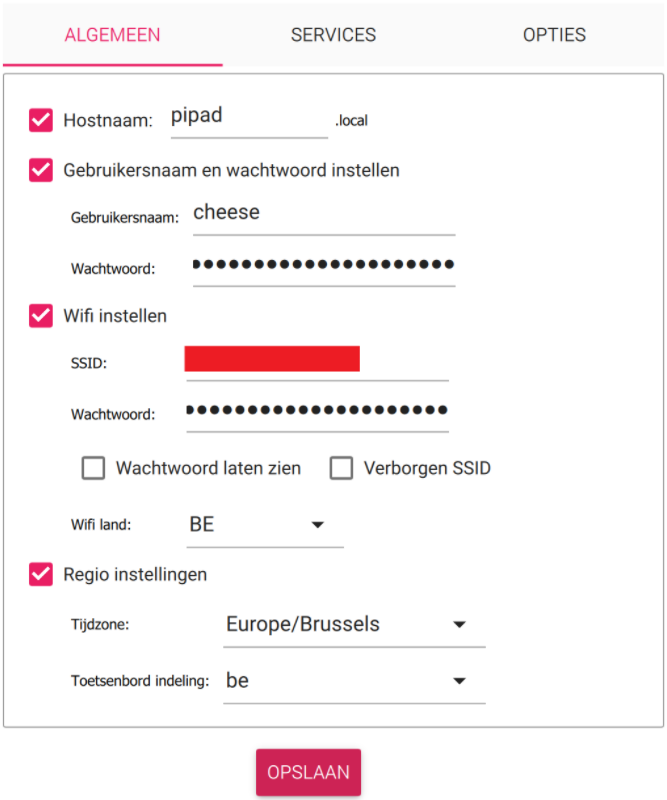 ALGEMEEN SERVICES OPTIES
Hostnaam: pipad .local
Gebruikersnaam en wachtwoord instellen
Gebruikersnaam: cheese
Wachtwoord: ●●●●●●●●●●●●●●●●●●●●●
Wifi instellen
SSID:
Wachtwoord: ●●●●●●●●●●●●●●●●●●●●●●
Wachtwoord laten zien Verborgen SSID
Wifi land: BE
Regio instellingen
Tijdzone: Europe/Brussels
Toetsenbord indeling: be
OPSLAAN